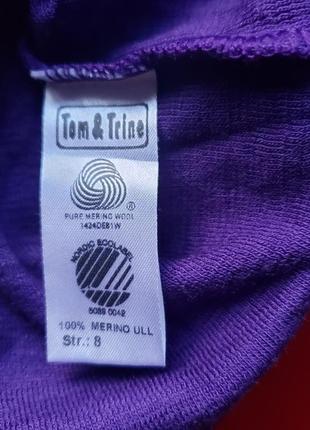 Tom & Trine
®
PURE MERINO WOOL
1424DEB1W
NORDIC ECOLABEL
5089 0042
100% MERINO ULL
Str.: 8